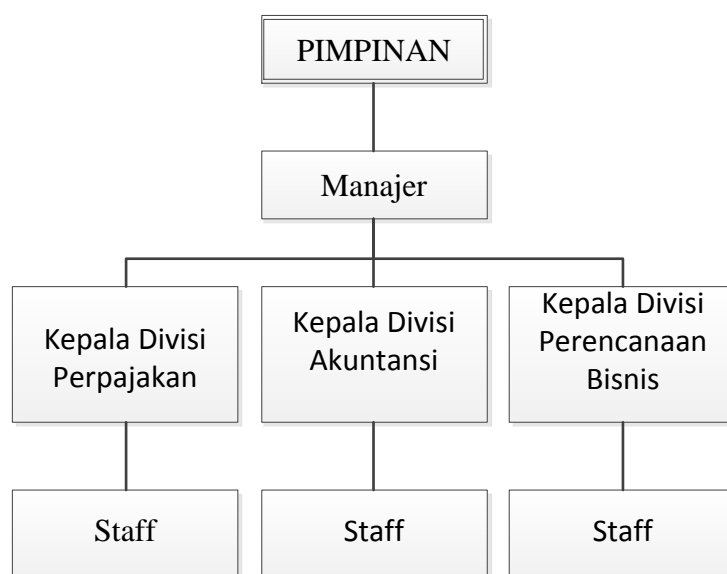 PIMPINAN
Manajer
Kepala Divisi
Perpajakan
Kepala Divisi
Akuntansi
Kepala Divisi
Perencanaan
Bisnis
Staff
Staff
Staff